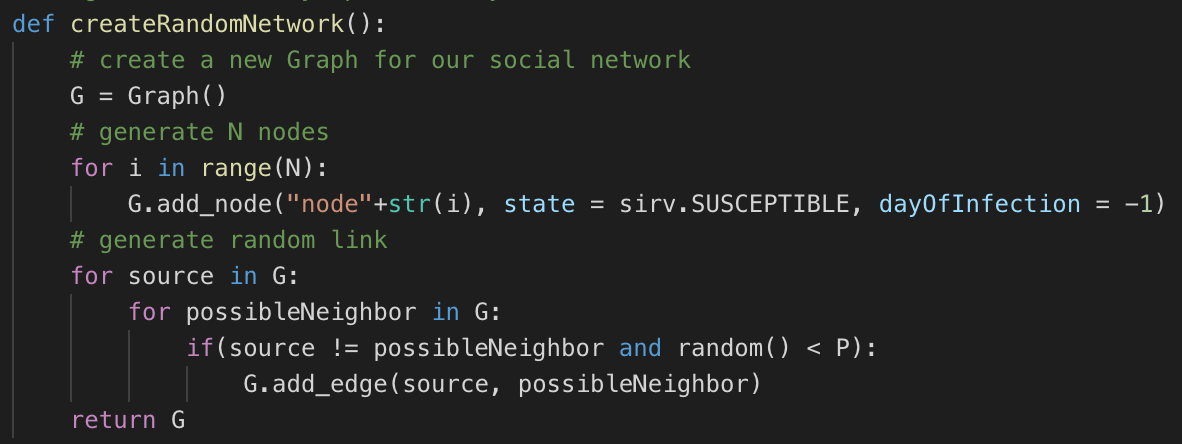 def createRandomNetwork():
    # create a new Graph for our social network
    G = Graph()
    # generate N nodes
    for i in range(N):
        G.add_node("node"+str(i), state = sirv.SUSCEPTIBLE, dayOfInfection = -1)
    # generate random link
    for source in G:
        for possibleNeighbor in G:
            if(source != possibleNeighbor and random() < P):
                G.add_edge(source, possibleNeighbor)
    return G